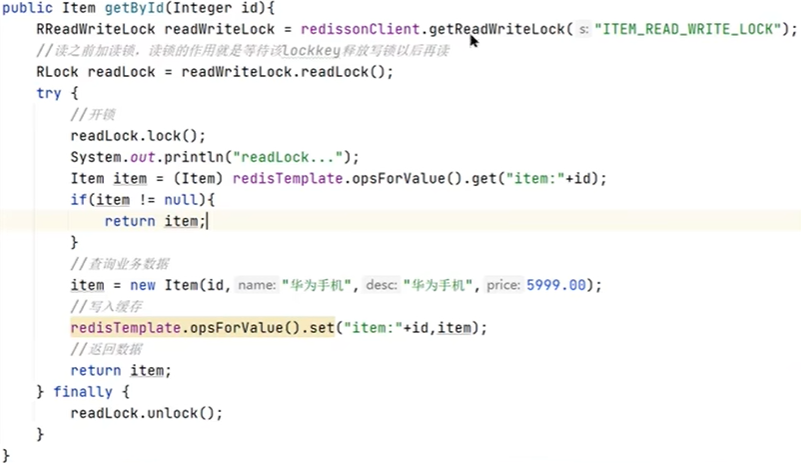 public Item getById(Integer id){
    RReadWriteLock readWriteLock = redissonClient.getReadWriteLock( s: "ITEM_READ_WRITE_LOCK");
    //读之前加读锁，读锁的作用就是等待该lockkey释放写锁以后再读
    RLock readLock = readWriteLock.readLock();
    try {
        //开锁
        readLock.lock();
        System.out.println("readLock...");
        Item item = (Item) redisTemplate.opsForValue().get("item:"+id);
        if(item != null){
            return item;
        }
        //查询业务数据
        item = new Item(id, name: "华为手机", desc: "华为手机", price: 5999.00);
        //写入缓存
        redisTemplate.opsForValue().set("item:"+id,item);
        //返回数据
        return item;
    } finally {
        readLock.unlock();
    }
}